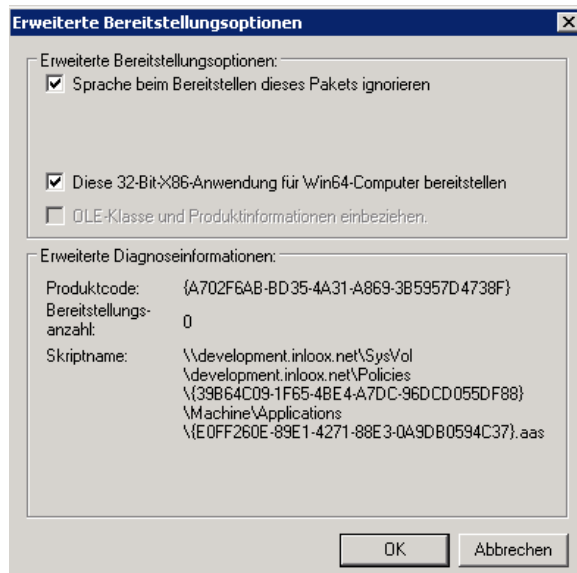 Erweiterte Bereitstellungsoptionen
Erweiterte Bereitstellungsoptionen:
Sprache beim Bereitstellen dieses Pakets ignorieren
Diese 32-Bit-X86-Anwendung für Win64-Computer bereitstellen
OLE-Klasse und Produktinformationen einbeziehen.
Erweiterte Diagnoseinformationen:
Produktcode: {A702F6AB-BD35-4A31-A869-3B5957D4738F}
Bereitstellungs-
anzahl: 0
Skriptname: \\development.inloox.net\SysVol
\development.inloox.net\Policies
\{39B64C09-1F65-4BE4-A7DC-96DCD055DF88}
\Machine\Applications
\{E0FF260E-89E1-4271-88E3-0A9DB0594C37}.aas
OK Abbrechen